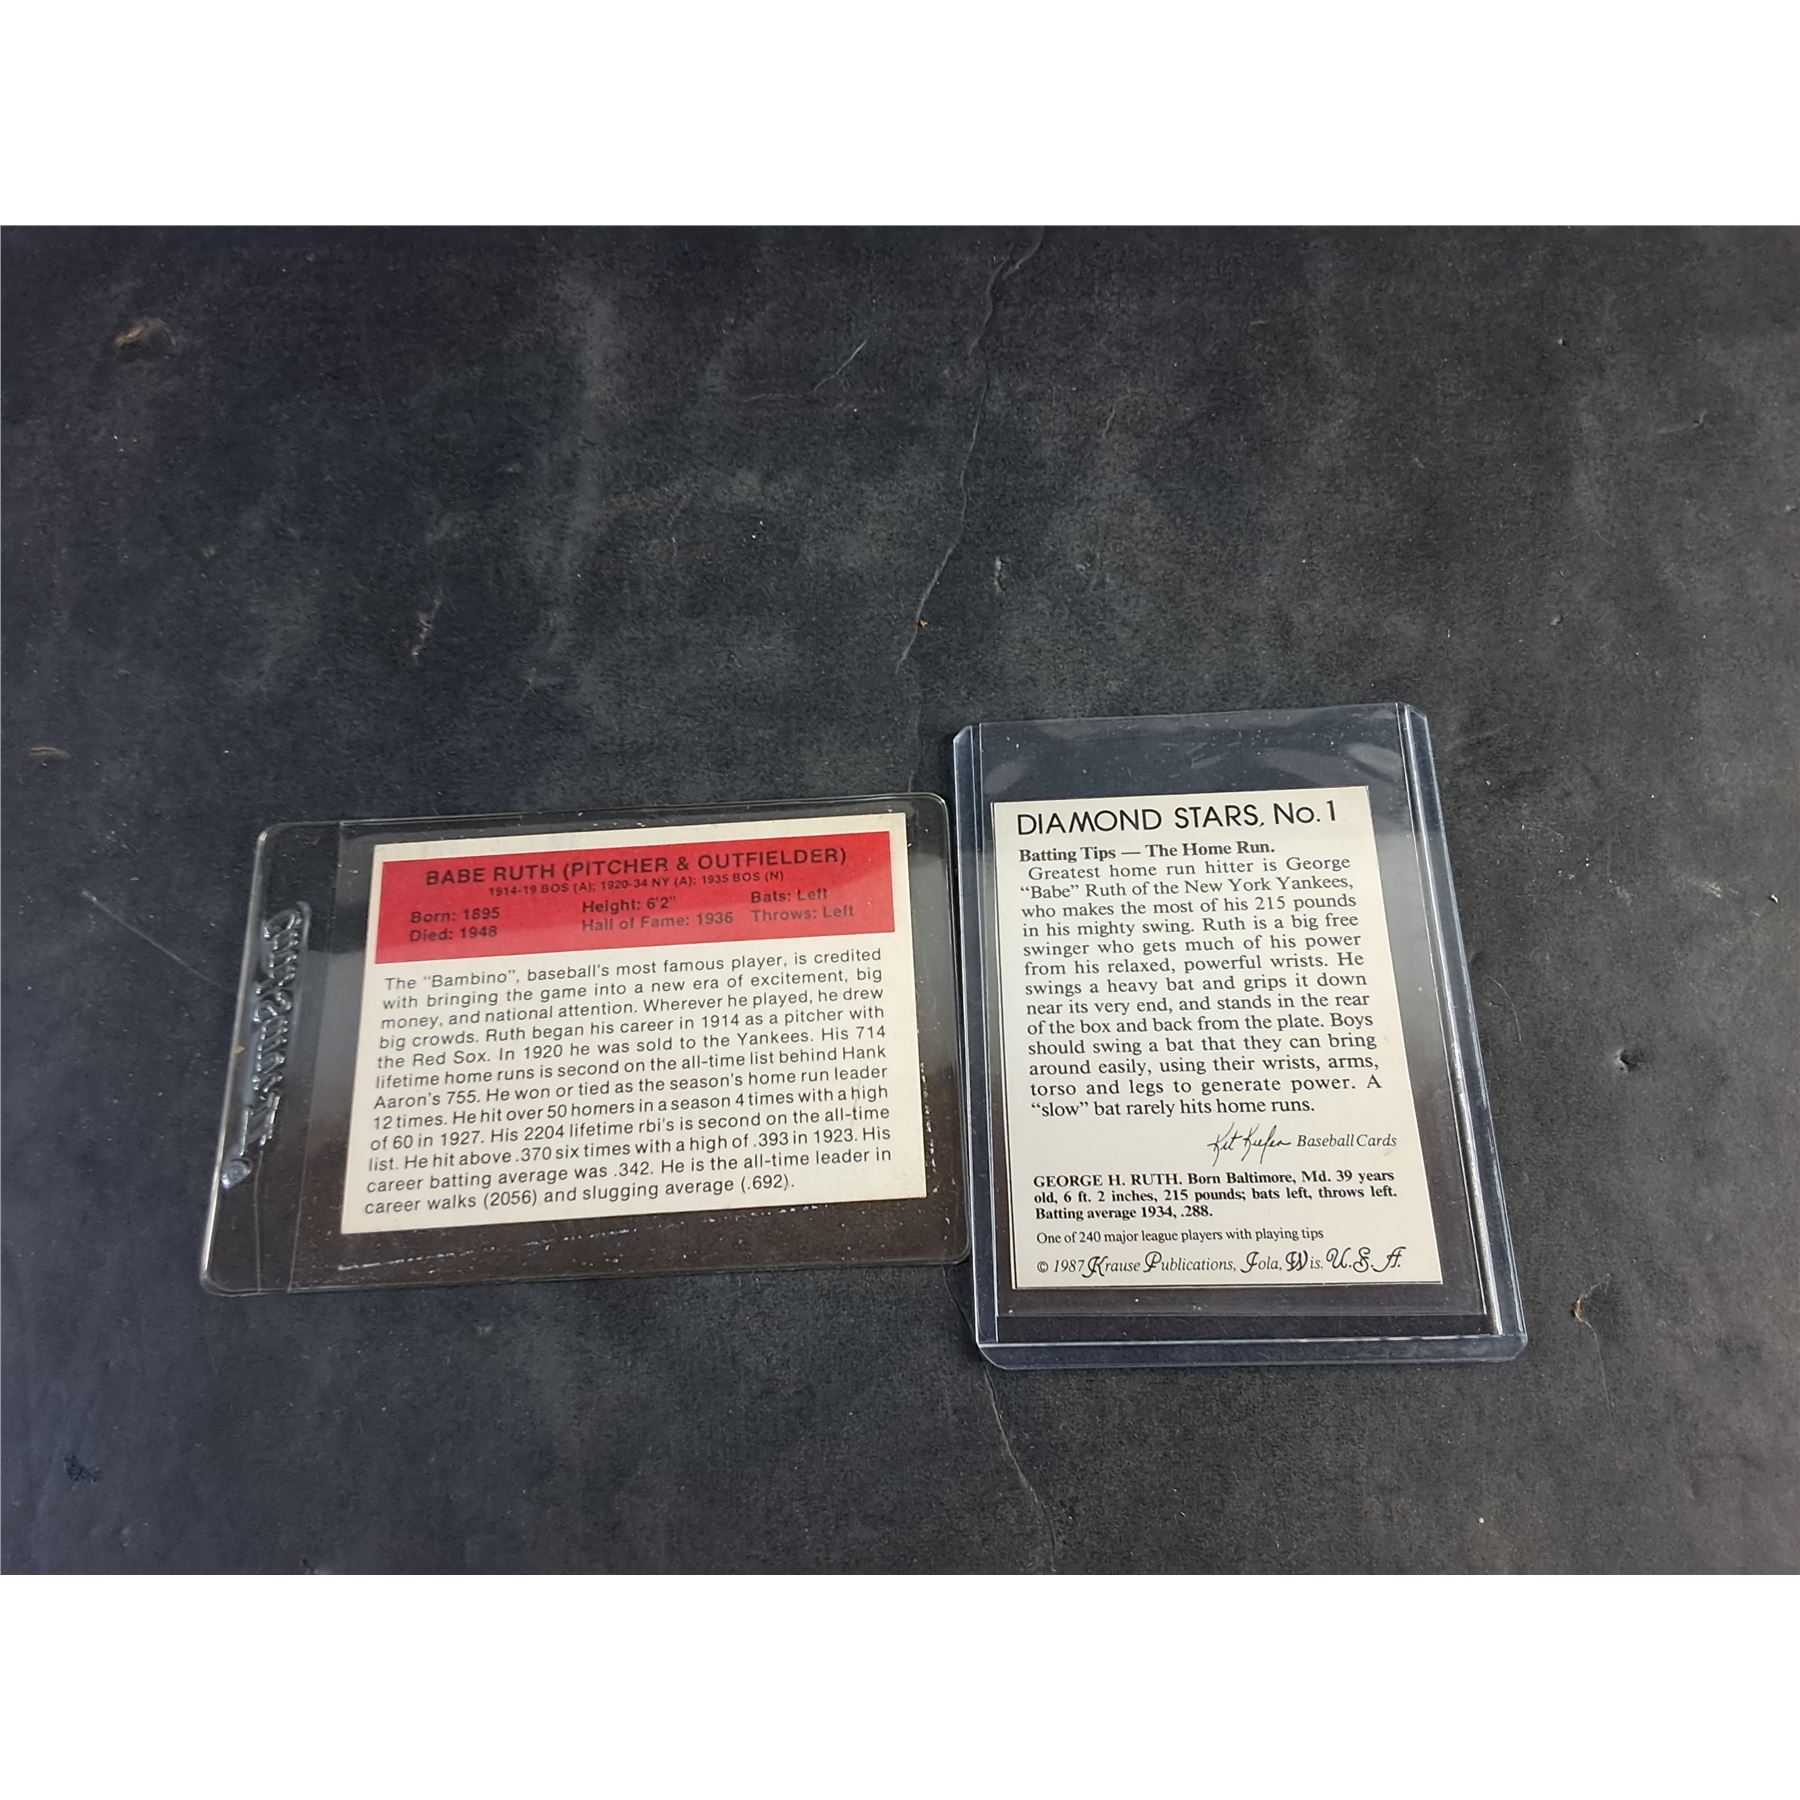 BABE RUTH (PITCHER & OUTFIELDER)
1914-19 BOS (A); 1920-34 NY (A); 1935 BOS (N)
Born: 1895 Height: 6'2" Bats: Left
Died: 1948 Hall of Fame: 1936 Throws: Left
The "Bambino", baseball's most famous player, is credited
with bringing the game into a new era of excitement, big
money, and national attention. Wherever he played, he drew
big crowds. Ruth began his career in 1914 as a pitcher with
the Red Sox. In 1920 he was sold to the Yankees. His 714
lifetime home runs is second on the all-time list behind Hank
Aaron's 755. He won or tied as the season's home run leader
12 times. He hit over 50 homers in a season 4 times with a high
of 60 in 1927. His 2204 lifetime rbi's is second on the all-time
list. He hit above .370 six times with a high of .393 in 1923. His
career batting average was .342. He is the all-time leader in
career walks (2056) and slugging average (.692).
DIAMOND STARS, No. 1
Batting Tips — The Home Run.
Greatest home run hitter is George
"Babe" Ruth of the New York Yankees,
who makes the most of his 215 pounds
in his mighty swing. Ruth is a big free
swinger who gets much of his power
from his relaxed, powerful wrists. He
swings a heavy bat and grips it down
near its very end, and stands in the rear
of the box and back from the plate. Boys
should swing a bat that they can bring
around easily, using their wrists, arms,
torso and legs to generate power. A
"slow" bat rarely hits home runs.
Kit Kiefer Baseball Cards
GEORGE H. RUTH. Born Baltimore, Md. 39 years
old, 6 ft. 2 inches, 215 pounds; bats left, throws left.
Batting average 1934, .288.
One of 240 major league players with playing tips
© 1987 Krause Publications, Iola, Wis. U.S.A.